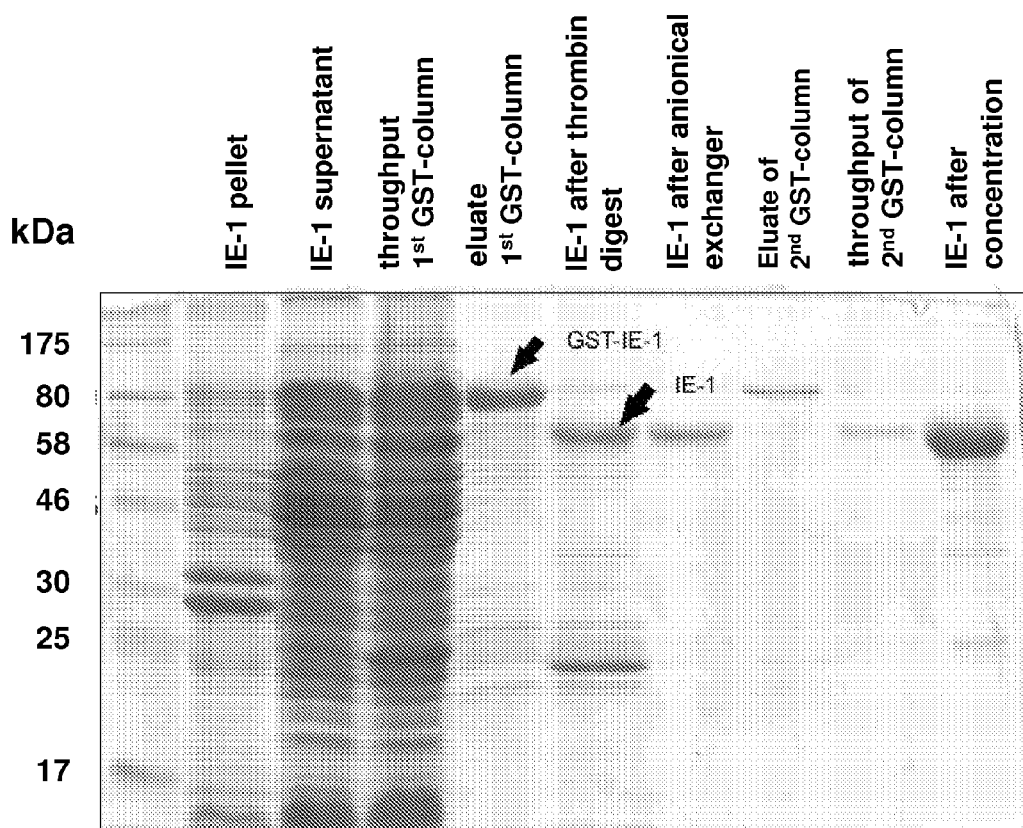 kDa
IE-1 pellet
IE-1 supernatant
throughput
1st GST-column
eluate
1st GST-column
IE-1 after thrombin
digest
IE-1 after anionical
exchanger
Eluate of
2nd GST-column
throughput of
2nd GST-column
IE-1 after
concentration
175
80
58
46
30
25
17
GST-IE-1
IE-1